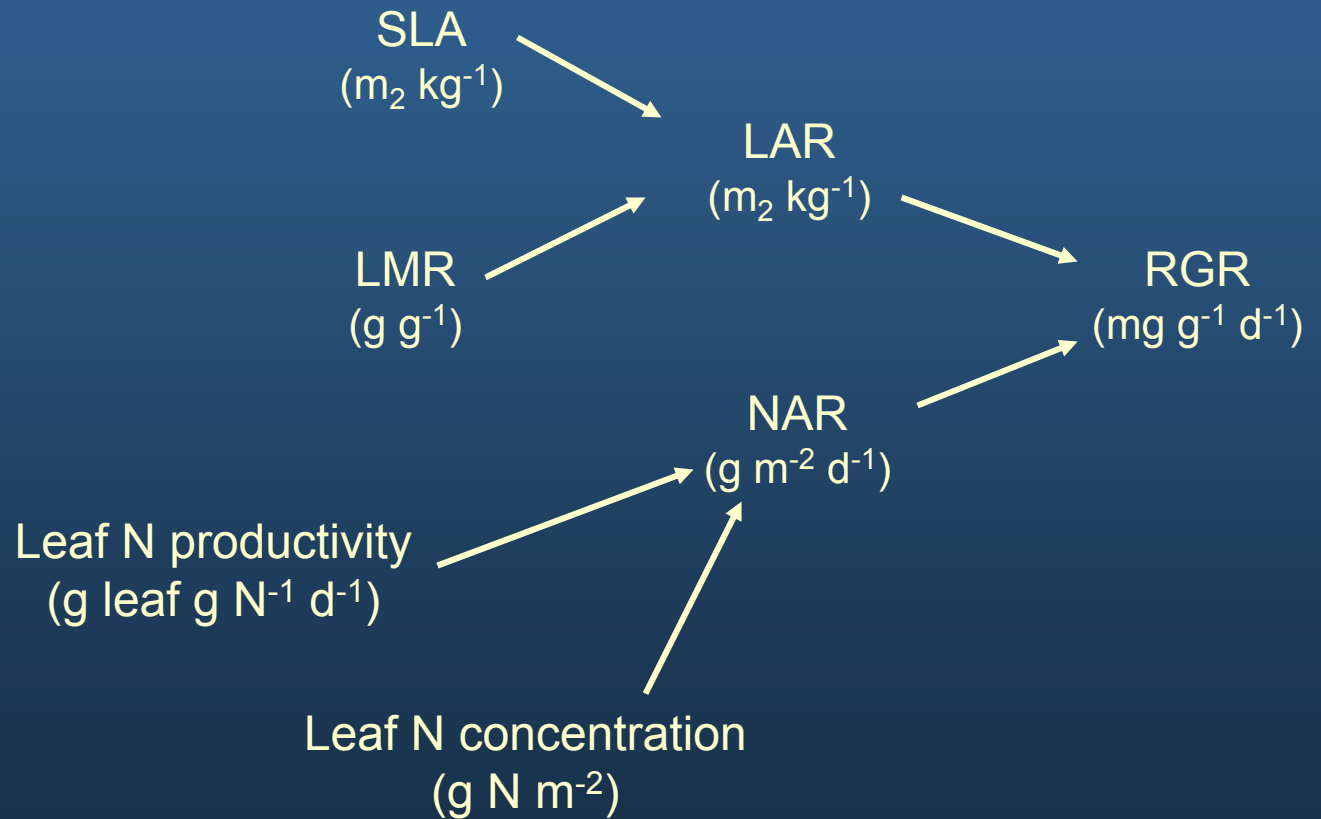 SLA
(m₂ kg⁻¹)
LAR
(m₂ kg⁻¹)
LMR
(g g⁻¹)
RGR
(mg g⁻¹ d⁻¹)
NAR
(g m⁻² d⁻¹)
Leaf N productivity
(g leaf g N⁻¹ d⁻¹)
Leaf N concentration
(g N m⁻²)